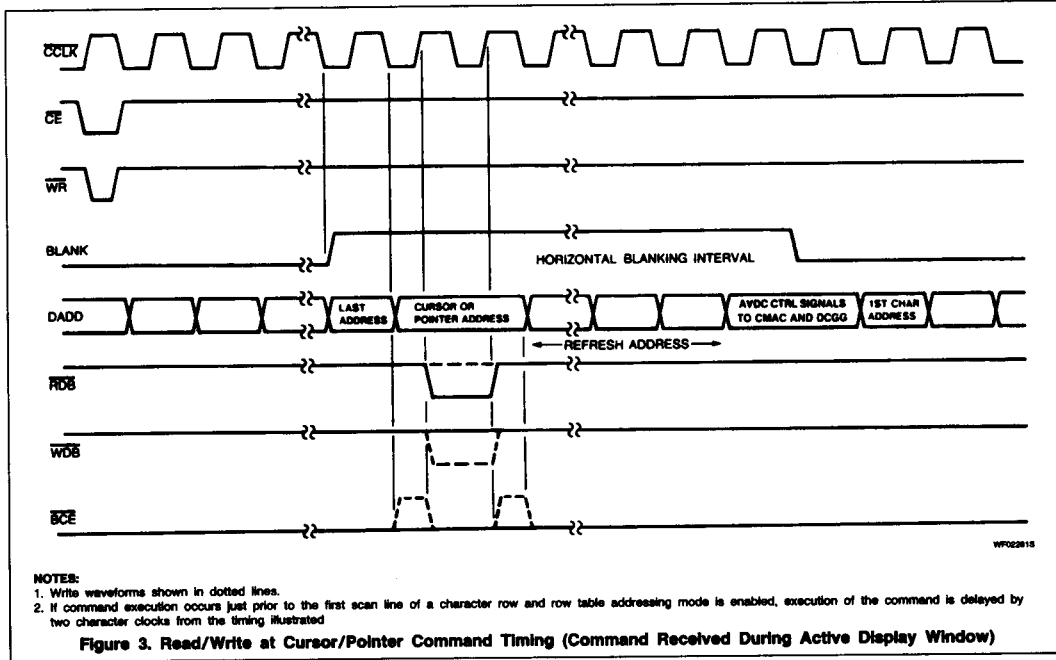 CCLK
CE
WR
BLANK
HORIZONTAL BLANKING INTERVAL
DADD
LAST ADDRESS
CURSOR OR POINTER ADDRESS
AVDC CTRL SIGNALS TO CMAC AND DCGG
1ST CHAR ADDRESS
REFRESH ADDRESS
RDB
WDB
BCE
WF02281S
NOTES:
1. Write waveforms shown in dotted lines.
2. If command execution occurs just prior to the first scan line of a character row and row table addressing mode is enabled, execution of the command is delayed by
two character clocks from the timing illustrated
Figure 3. Read/Write at Cursor/Pointer Command Timing (Command Received During Active Display Window)